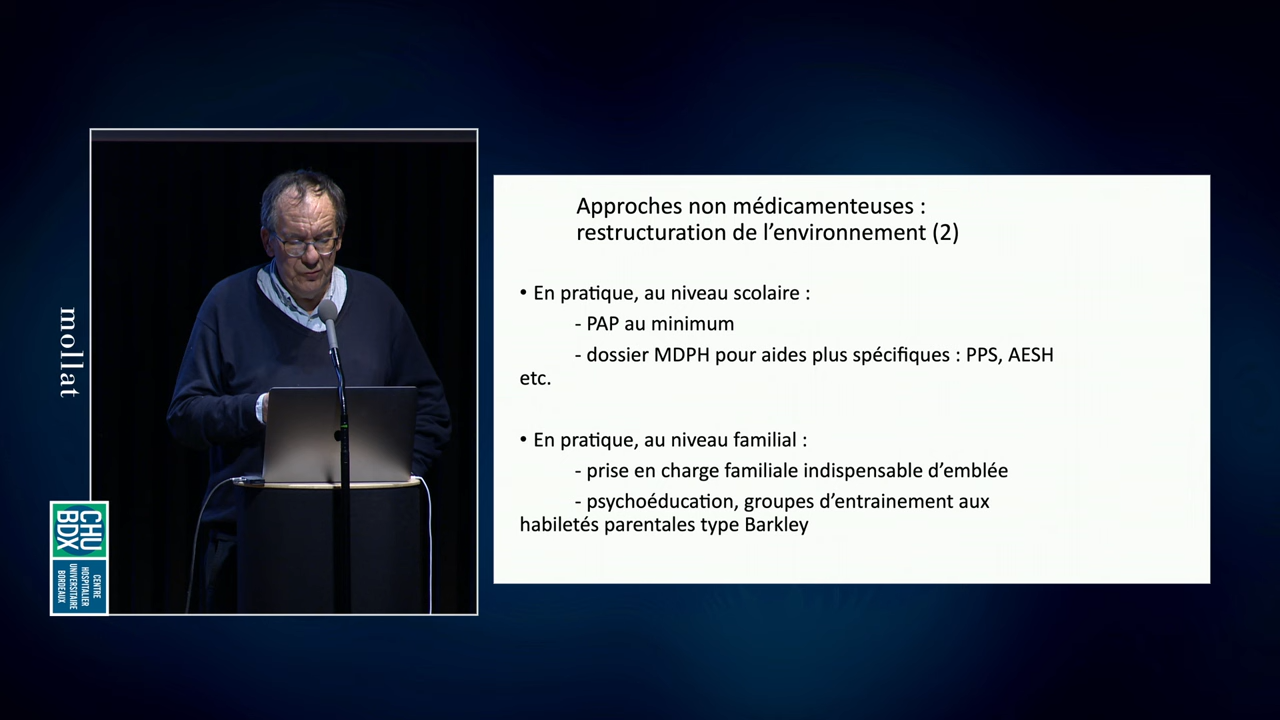 mollat
CHU
BDX
CENTRE
HOSPITALIER
UNIVERSITAIRE
BORDEAUX
Approches non médicamenteuses :
restructuration de l’environnement (2)
• En pratique, au niveau scolaire :
- PAP au minimum
- dossier MDPH pour aides plus spécifiques : PPS, AESH
etc.
• En pratique, au niveau familial :
- prise en charge familiale indispensable d’emblée
- psychoéducation, groupes d’entrainement aux
habiletés parentales type Barkley